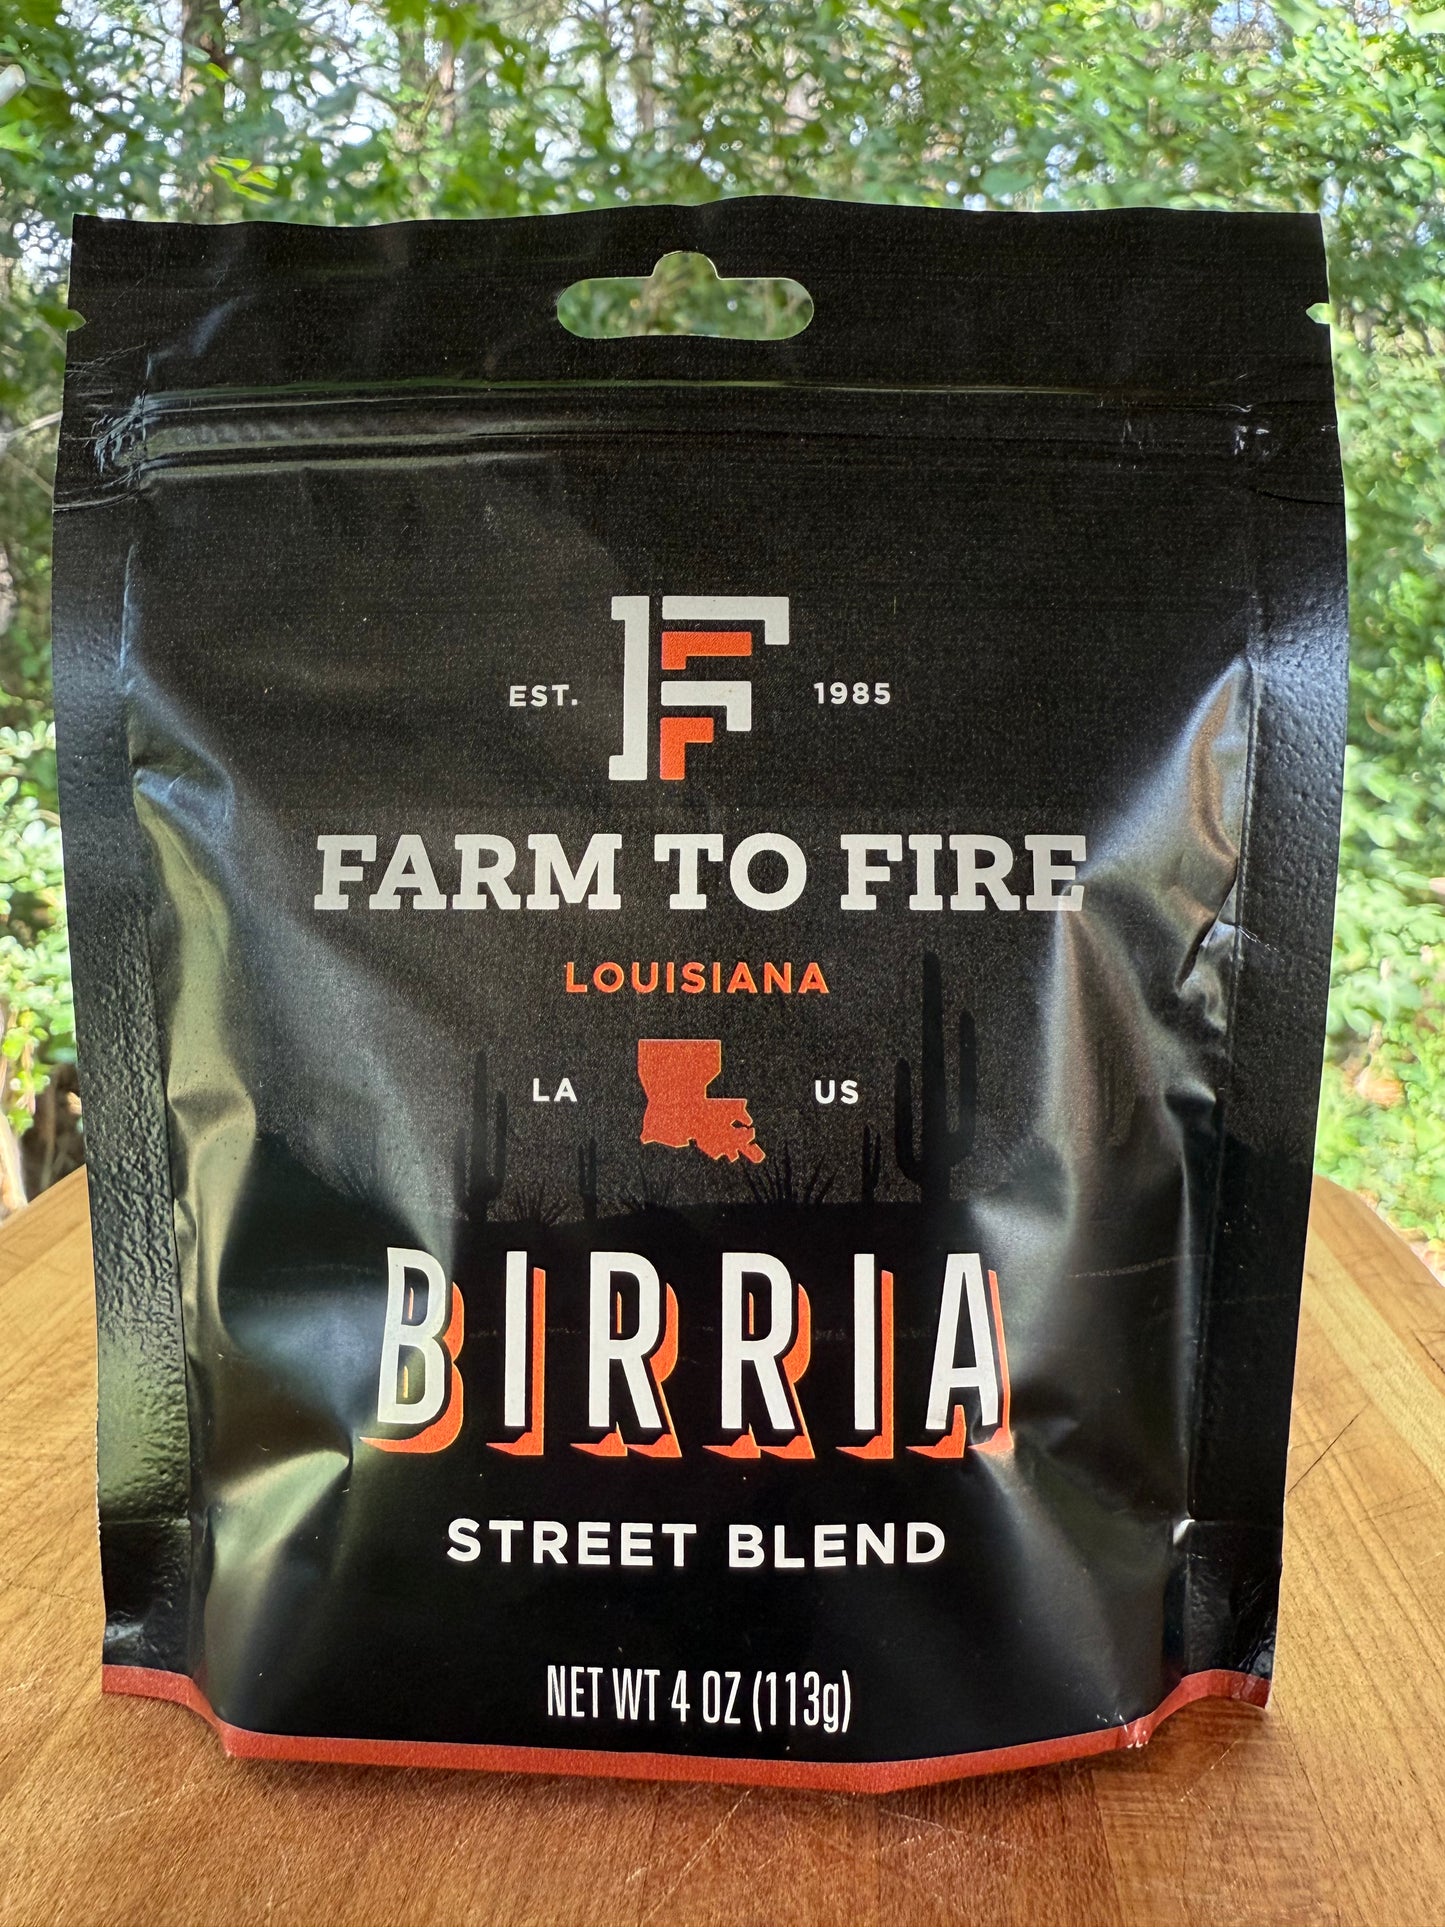 EST. 1985
FARM TO FIRE
LOUISIANA
LA US
BIRRIA
STREET BLEND
NET WT 4 OZ (113g)